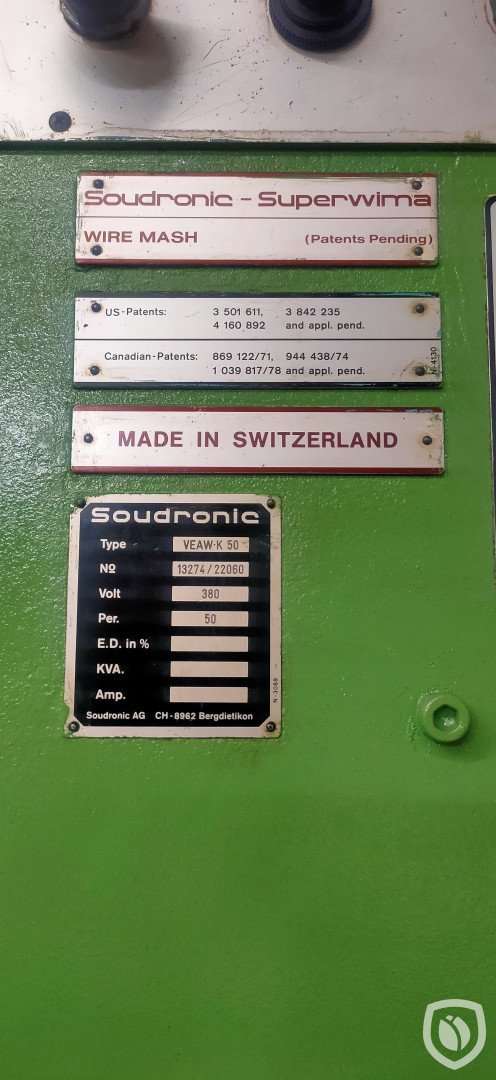 Soudronic - Superwima
WIRE MASH (Patents Pending)
US-Patents: 3 501 611, 3 842 235
4 160 892 and appl. pend.
Canadian-Patents: 869 122/71, 944 438/74
1 039 817/78 and appl. pend.
N-4130
MADE IN SWITZERLAND
Soudronic
Type VEAW·K 50
No 13274/22060
Volt 380
Per. 50
E.D. in %
KVA.
Amp.
N-3089
Soudronic AG CH-8962 Bergdietikon